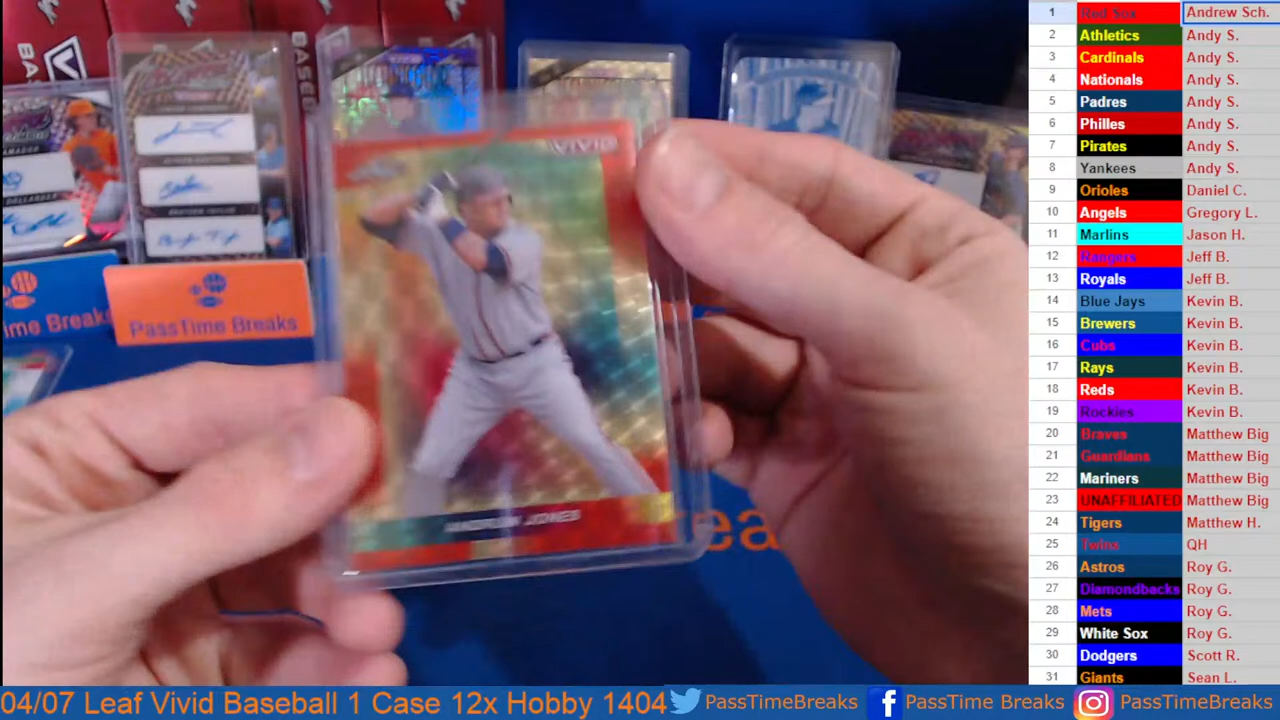 VIVID
ANDRUW JONES
PassTime Breaks
me Breaks
1 Red Sox Andrew Sch.
2 Athletics Andy S.
3 Cardinals Andy S.
4 Nationals Andy S.
5 Padres Andy S.
6 Philles Andy S.
7 Pirates Andy S.
8 Yankees Andy S.
9 Orioles Daniel C.
10 Angels Gregory L.
11 Marlins Jason H.
12 Rangers Jeff B.
13 Royals Jeff B.
14 Blue Jays Kevin B.
15 Brewers Kevin B.
16 Cubs Kevin B.
17 Rays Kevin B.
18 Reds Kevin B.
19 Rockies Kevin B.
20 Braves Matthew Big
21 Guardians Matthew Big
22 Mariners Matthew Big
23 UNAFFILIATED Matthew Big
24 Tigers Matthew H.
25 Twins QH
26 Astros Roy G.
27 Diamondbacks Roy G.
28 Mets Roy G.
29 White Sox Roy G.
30 Dodgers Scott R.
31 Giants Sean L.
04/07 Leaf Vivid Baseball 1 Case 12x Hobby 1404 PassTimeBreaks PassTime Breaks PassTimeBreaks